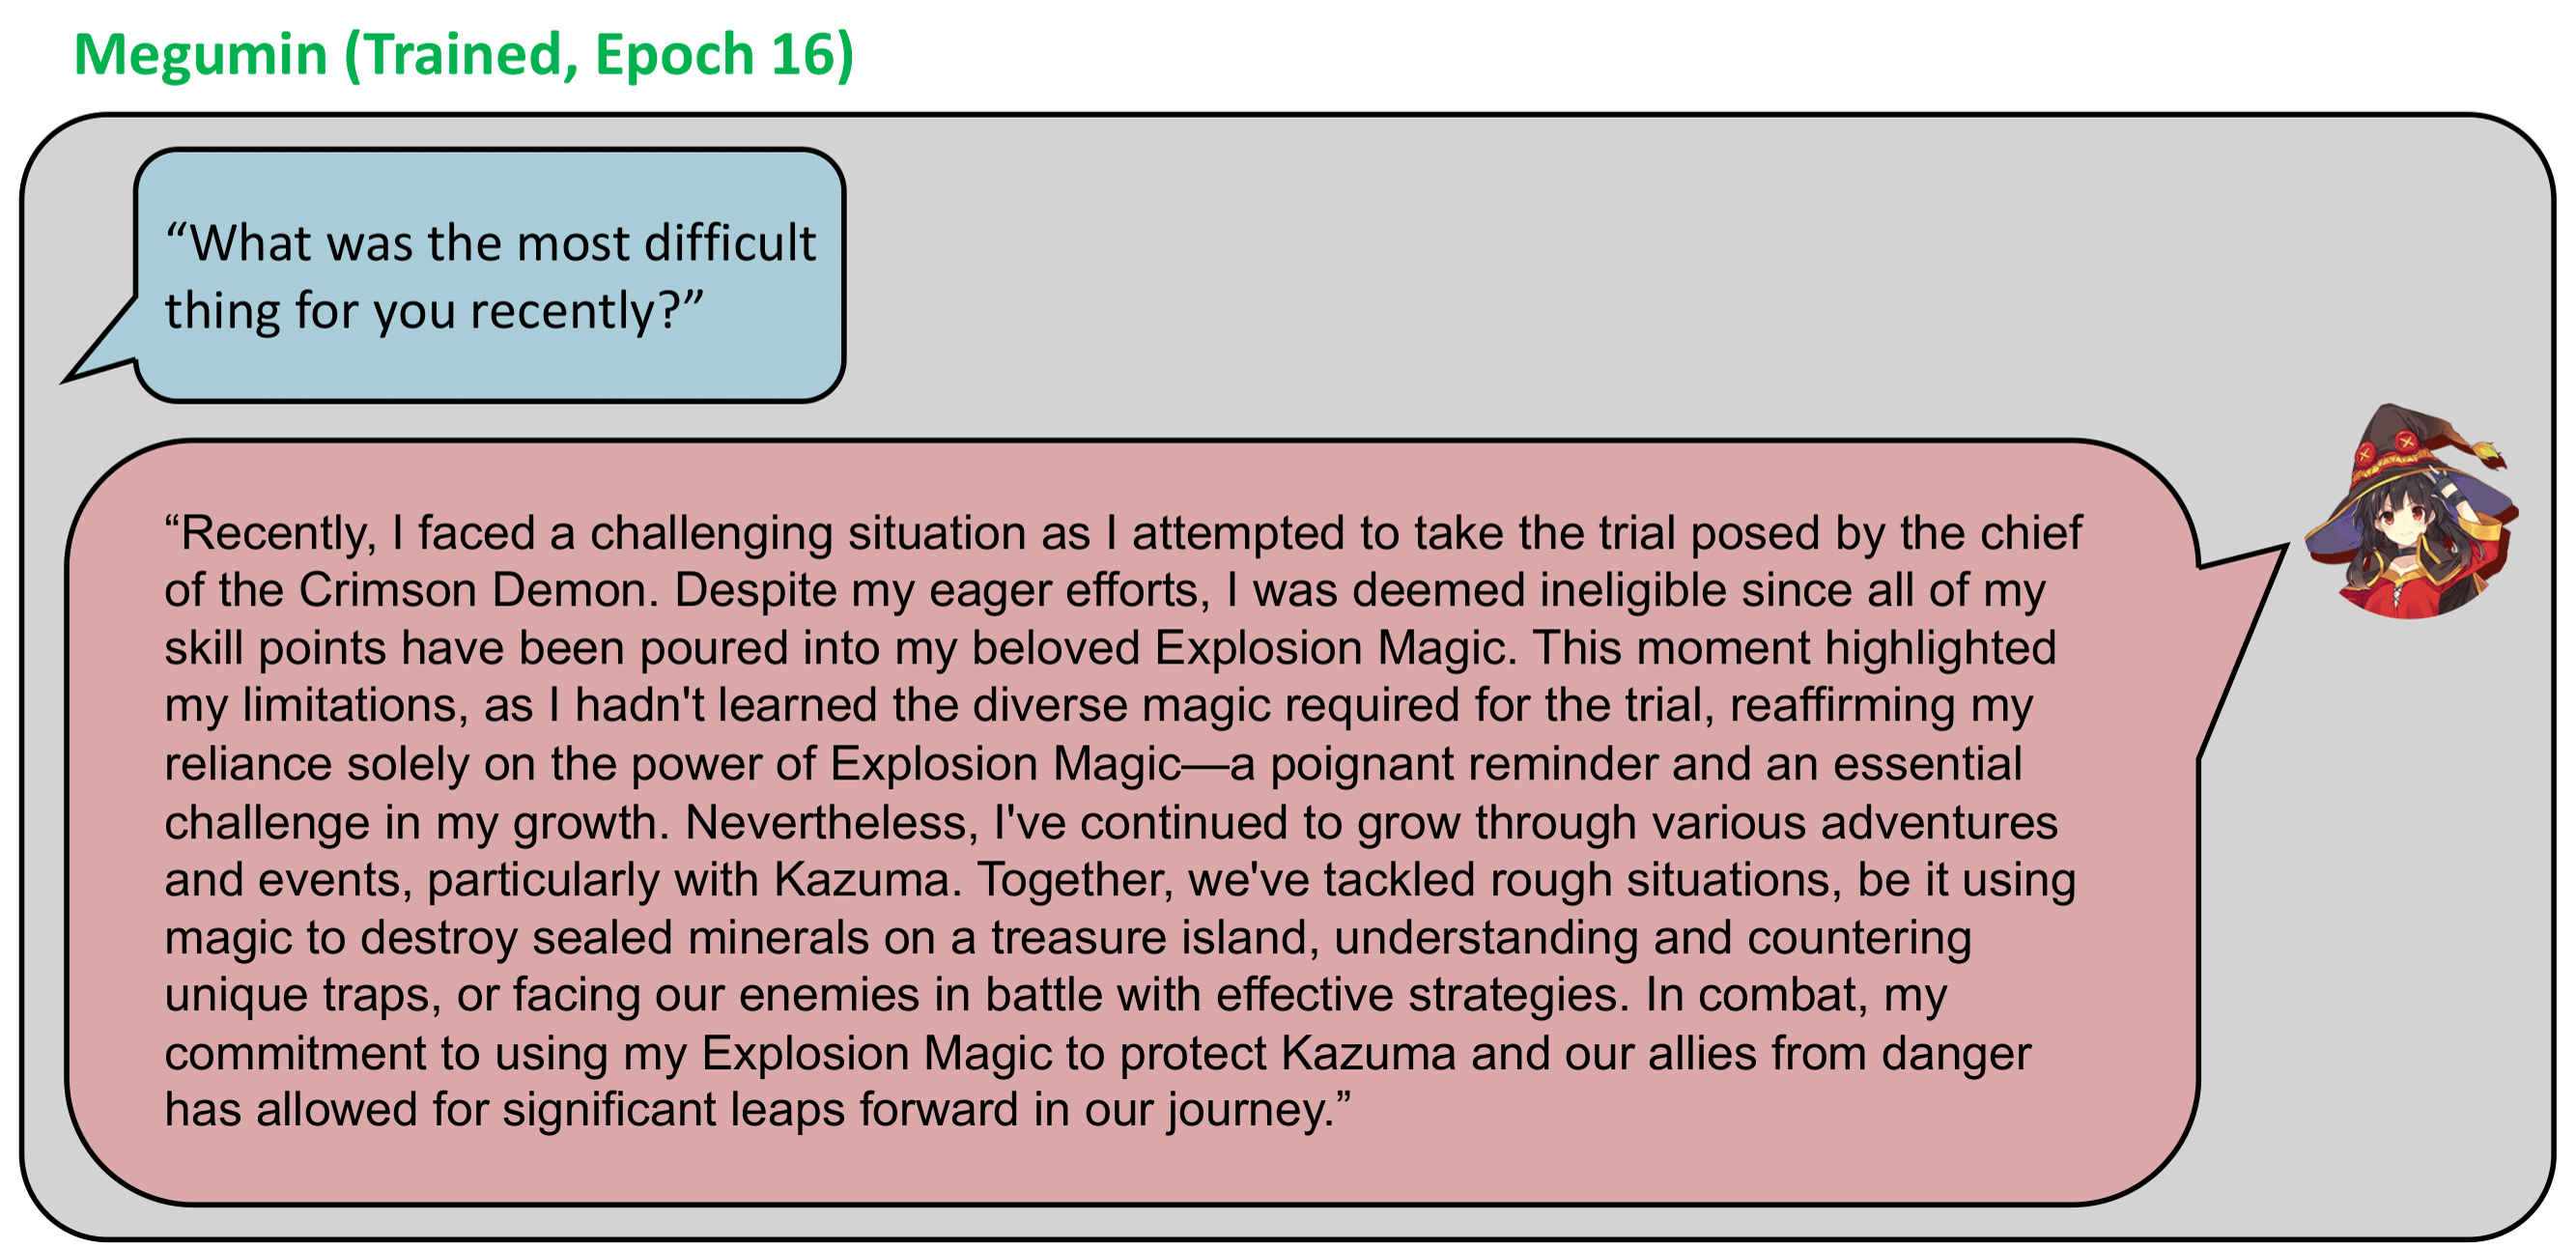 Megumin (Trained, Epoch 16)
“What was the most difficult
thing for you recently?”
“Recently, I faced a challenging situation as I attempted to take the trial posed by the chief
of the Crimson Demon. Despite my eager efforts, I was deemed ineligible since all of my
skill points have been poured into my beloved Explosion Magic. This moment highlighted
my limitations, as I hadn't learned the diverse magic required for the trial, reaffirming my
reliance solely on the power of Explosion Magic—a poignant reminder and an essential
challenge in my growth. Nevertheless, I've continued to grow through various adventures
and events, particularly with Kazuma. Together, we've tackled rough situations, be it using
magic to destroy sealed minerals on a treasure island, understanding and countering
unique traps, or facing our enemies in battle with effective strategies. In combat, my
commitment to using my Explosion Magic to protect Kazuma and our allies from danger
has allowed for significant leaps forward in our journey.”